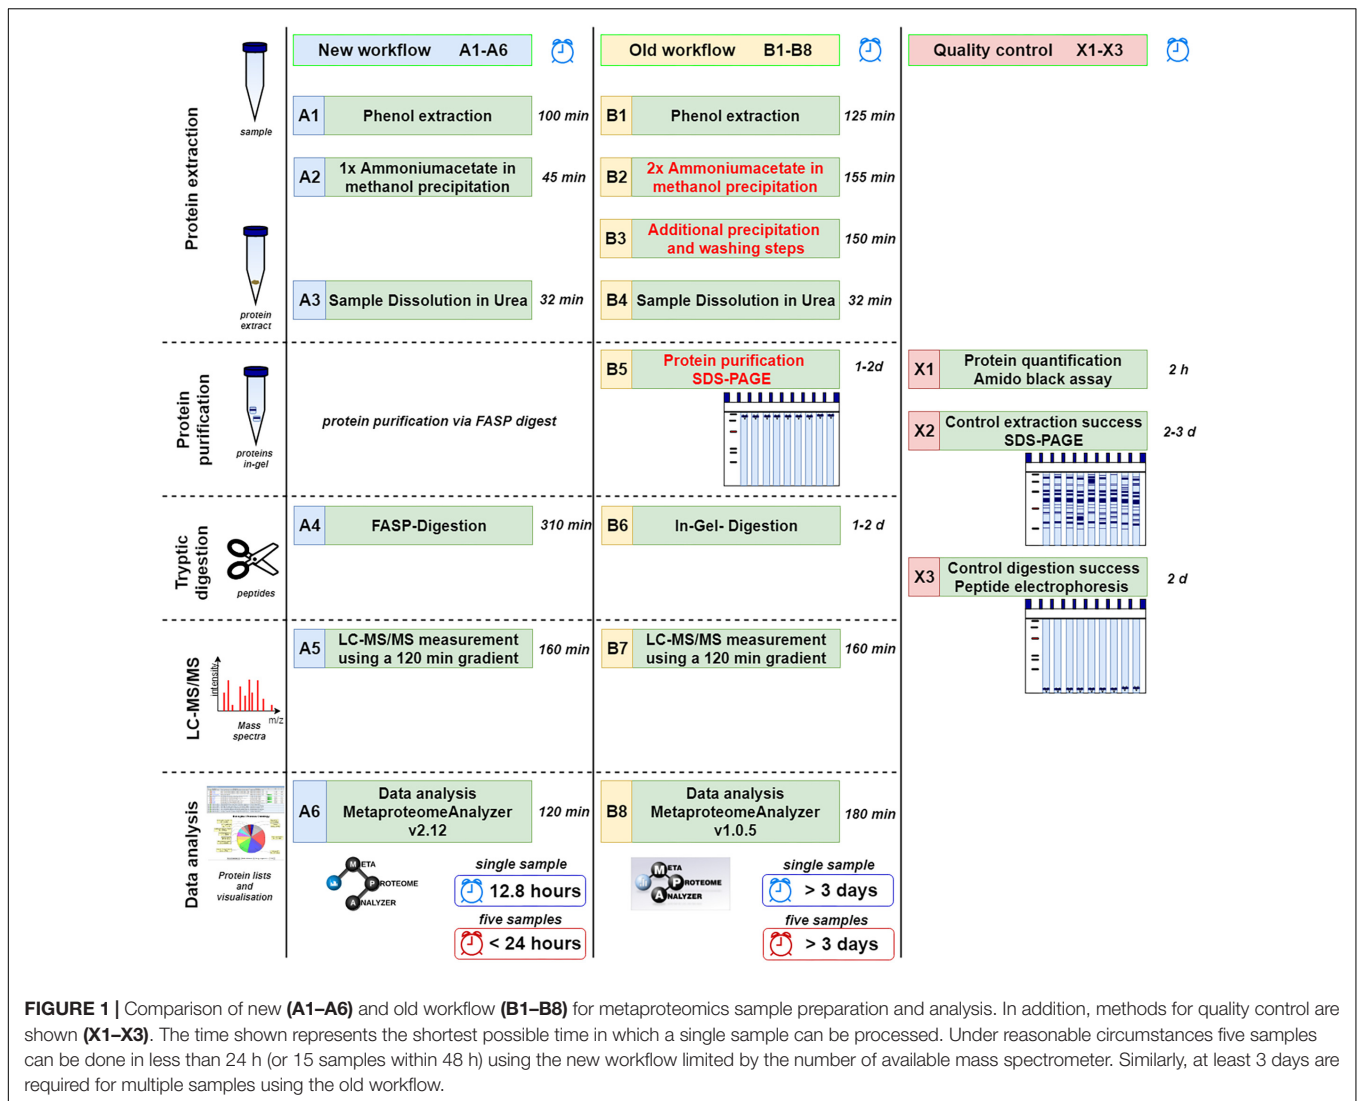 New workflow A1-A6
Old workflow B1-B8
Quality control X1-X3
Protein extraction
sample
A1 Phenol extraction 100 min
B1 Phenol extraction 125 min
A2 1x Ammoniumacetate in
methanol precipitation 45 min
B2 2x Ammoniumacetate in
methanol precipitation 155 min
B3 Additional precipitation
and washing steps 150 min
protein
extract
A3 Sample Dissolution in Urea 32 min
B4 Sample Dissolution in Urea 32 min
Protein
purification
proteins
in-gel
protein purification via FASP digest
B5 Protein purification
SDS-PAGE 1-2d
X1 Protein quantification
Amido black assay 2 h
X2 Control extraction success
SDS-PAGE 2-3 d
Tryptic
digestion
peptides
A4 FASP-Digestion 310 min
B6 In-Gel- Digestion 1-2 d
X3 Control digestion success
Peptide electrophoresis 2 d
LC-MS/MS
intensity
m/z
Mass
spectra
A5 LC-MS/MS measurement
using a 120 min gradient 160 min
B7 LC-MS/MS measurement
using a 120 min gradient 160 min
Data analysis
Protein lists
and
visualisation
A6 Data analysis
MetaproteomeAnalyzer
v2.12 120 min
B8 Data analysis
MetaproteomeAnalyzer
v1.0.5 180 min
META
PROTEOME
ANALYZER
single sample
12.8 hours
five samples
< 24 hours
META
PROTEOME
ANALYZER
single sample
> 3 days
five samples
> 3 days
FIGURE 1 | Comparison of new (A1–A6) and old workflow (B1–B8) for metaproteomics sample preparation and analysis. In addition, methods for quality control are
shown (X1–X3). The time shown represents the shortest possible time in which a single sample can be processed. Under reasonable circumstances five samples
can be done in less than 24 h (or 15 samples within 48 h) using the new workflow limited by the number of available mass spectrometer. Similarly, at least 3 days are
required for multiple samples using the old workflow.